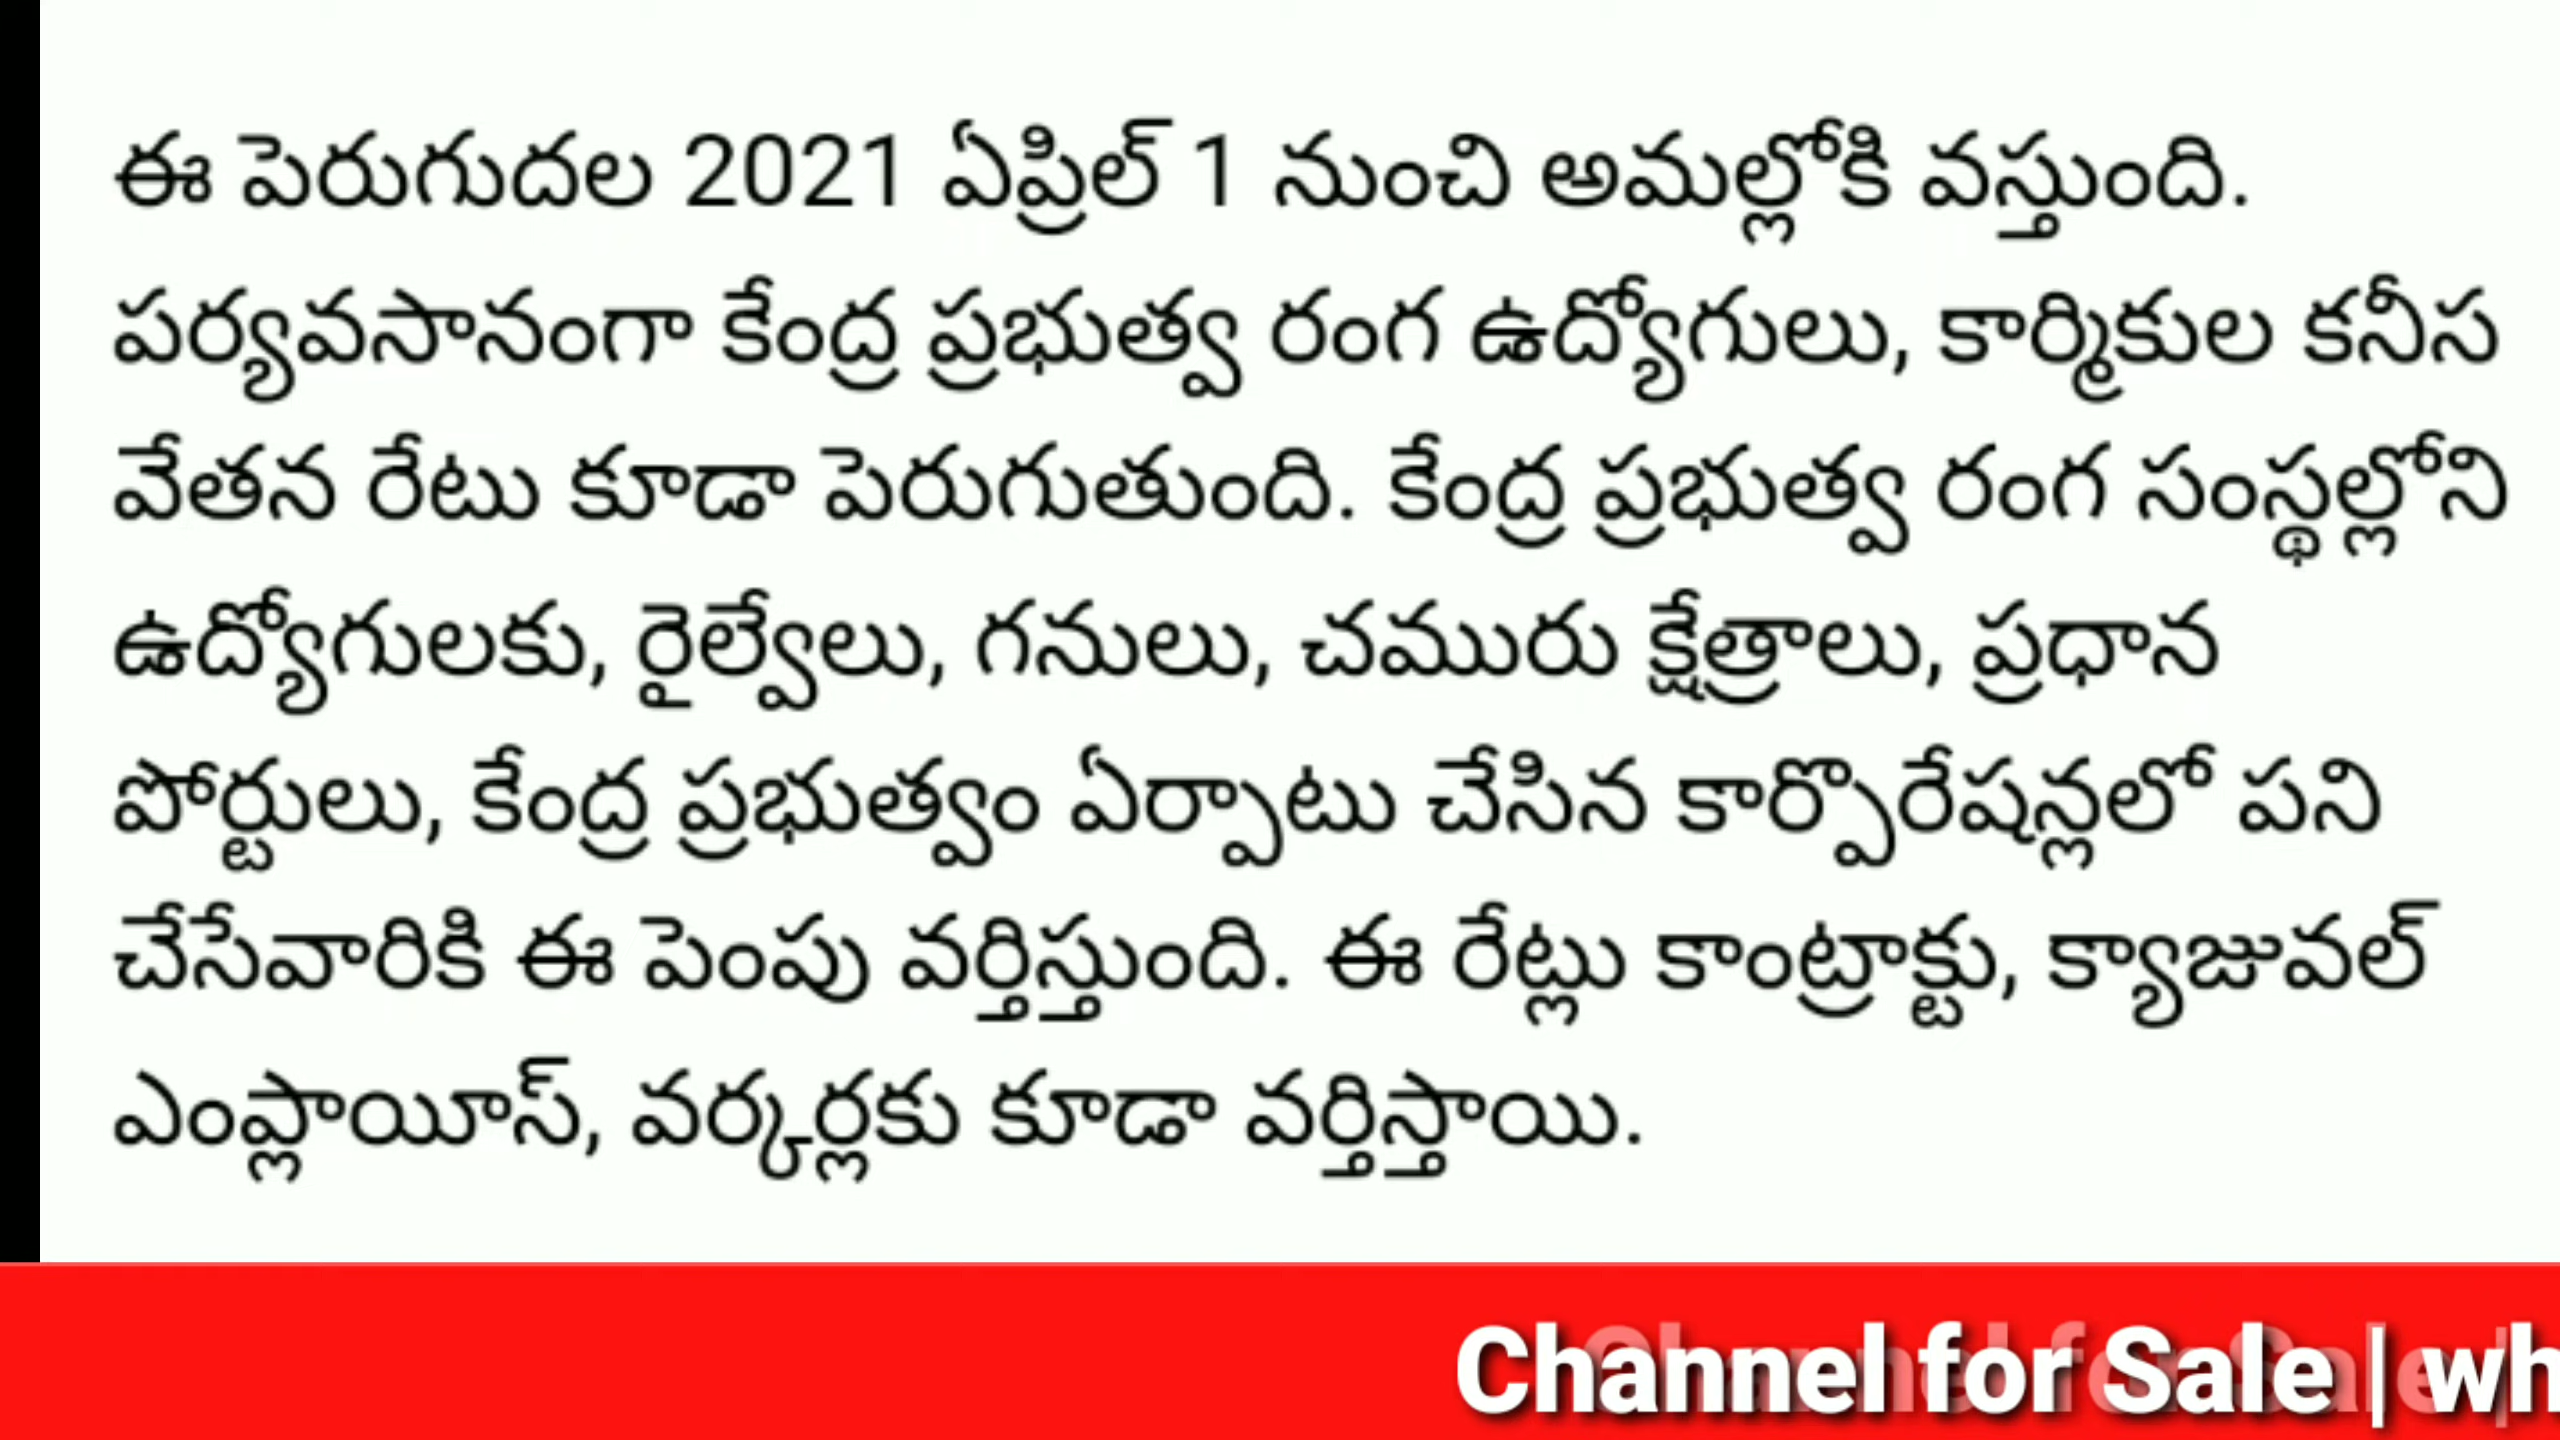 ఈ పెరుగుదల 2021 ఏప్రిల్ 1 నుంచి అమల్లోకి వస్తుంది.
పర్యవసానంగా కేంద్ర ప్రభుత్వ రంగ ఉద్యోగులు, కార్మికుల కనీస
వేతన రేటు కూడా పెరుగుతుంది. కేంద్ర ప్రభుత్వ రంగ సంస్థల్లోని
ఉద్యోగులకు, రైల్వేలు, గనులు, చమురు క్షేత్రాలు, ప్రధాన
పోర్టులు, కేంద్ర ప్రభుత్వం ఏర్పాటు చేసిన కార్పొరేషన్లలో పని
చేసేవారికి ఈ పెంపు వర్తిస్తుంది. ఈ రేట్లు కాంట్రాక్టు, క్యాజువల్
ఎంప్లాయీస్, వర్కర్లకు కూడా వర్తిస్తాయి.
Channel for Sale | wh